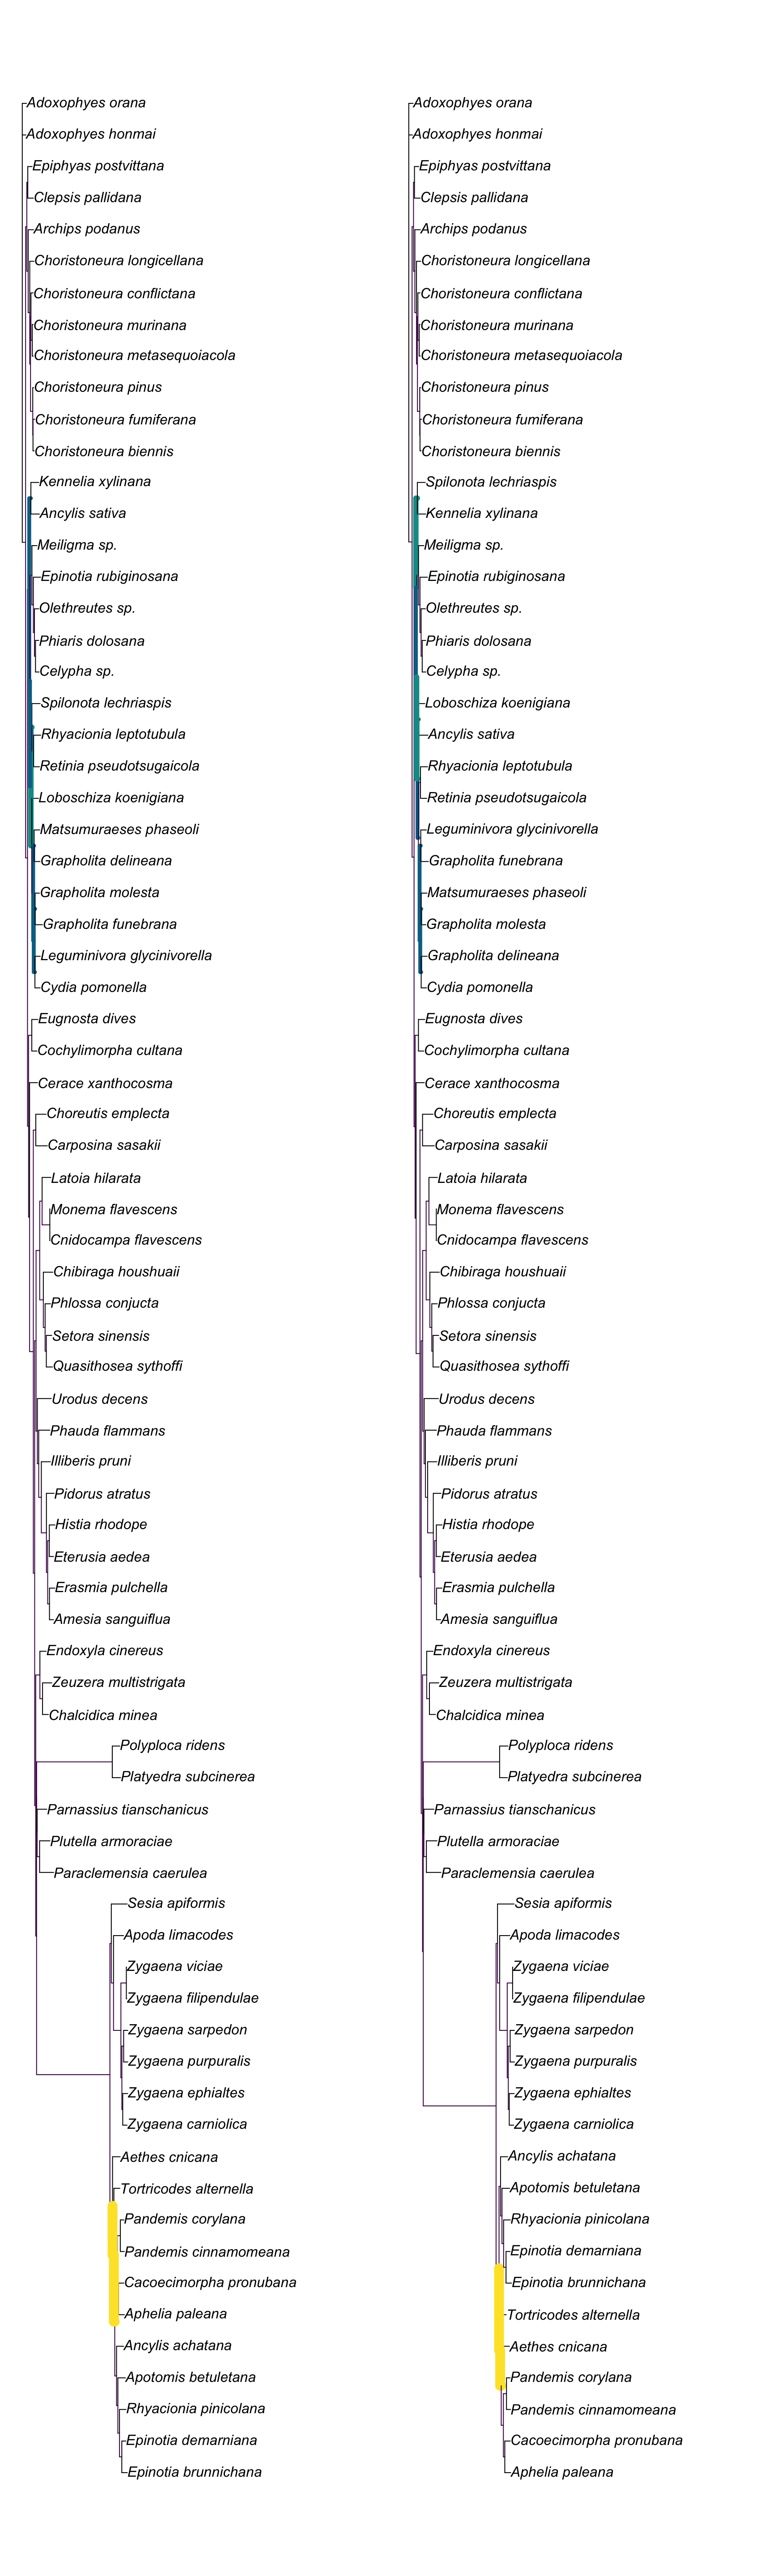 Adoxophyes orana
Adoxophyes honmai
Epiphyas postvittana
Clepsis pallidana
Archips podanus
Choristoneura longicellana
Choristoneura conflictana
Choristoneura murinana
Choristoneura metasequoiacola
Choristoneura pinus
Choristoneura fumiferana
Choristoneura biennis
Kennelia xylinana
Ancylis sativa
Meiligma sp.
Epinotia rubiginosana
Olethreutes sp.
Phiaris dolosana
Celypha sp.
Spilonota lechriaspis
Rhyacionia leptotubula
Retinia pseudotsugaicola
Loboschiza koenigiana
Matsumuraeses phaseoli
Grapholita delineana
Grapholita molesta
Grapholita funebrana
Leguminivora glycinivorella
Cydia pomonella
Eugnosta dives
Cochylimorpha cultana
Cerace xanthocosma
Choreutis emplecta
Carposina sasakii
Latoia hilarata
Monema flavescens
Cnidocampa flavescens
Chibiraga houshuaii
Phlossa conjucta
Setora sinensis
Quasithosea sythoffi
Urodus decens
Phauda flammans
Illiberis pruni
Pidorus atratus
Histia rhodope
Eterusia aedea
Erasmia pulchella
Amesia sanguiflua
Endoxyla cinereus
Zeuzera multistrigata
Chalcidica minea
Polyploca ridens
Platyedra subcinerea
Parnassius tianschanicus
Plutella armoraciae
Paraclemensia caerulea
Sesia apiformis
Apoda limacodes
Zygaena viciae
Zygaena filipendulae
Zygaena sarpedon
Zygaena purpuralis
Zygaena ephialtes
Zygaena carniolica
Aethes cnicana
Tortricodes alternella
Pandemis corylana
Pandemis cinnamomeana
Cacoecimorpha pronubana
Aphelia paleana
Ancylis achatana
Apotomis betuletana
Rhyacionia pinicolana
Epinotia demarniana
Epinotia brunnichana
Adoxophyes orana
Adoxophyes honmai
Epiphyas postvittana
Clepsis pallidana
Archips podanus
Choristoneura longicellana
Choristoneura conflictana
Choristoneura murinana
Choristoneura metasequoiacola
Choristoneura pinus
Choristoneura fumiferana
Choristoneura biennis
Spilonota lechriaspis
Kennelia xylinana
Meiligma sp.
Epinotia rubiginosana
Olethreutes sp.
Phiaris dolosana
Celypha sp.
Loboschiza koenigiana
Ancylis sativa
Rhyacionia leptotubula
Retinia pseudotsugaicola
Leguminivora glycinivorella
Grapholita funebrana
Matsumuraeses phaseoli
Grapholita molesta
Grapholita delineana
Cydia pomonella
Eugnosta dives
Cochylimorpha cultana
Cerace xanthocosma
Choreutis emplecta
Carposina sasakii
Latoia hilarata
Monema flavescens
Cnidocampa flavescens
Chibiraga houshuaii
Phlossa conjucta
Setora sinensis
Quasithosea sythoffi
Urodus decens
Phauda flammans
Illiberis pruni
Pidorus atratus
Histia rhodope
Eterusia aedea
Erasmia pulchella
Amesia sanguiflua
Endoxyla cinereus
Zeuzera multistrigata
Chalcidica minea
Polyploca ridens
Platyedra subcinerea
Parnassius tianschanicus
Plutella armoraciae
Paraclemensia caerulea
Sesia apiformis
Apoda limacodes
Zygaena viciae
Zygaena filipendulae
Zygaena sarpedon
Zygaena purpuralis
Zygaena ephialtes
Zygaena carniolica
Ancylis achatana
Apotomis betuletana
Rhyacionia pinicolana
Epinotia demarniana
Epinotia brunnichana
Tortricodes alternella
Aethes cnicana
Pandemis corylana
Pandemis cinnamomeana
Cacoecimorpha pronubana
Aphelia paleana